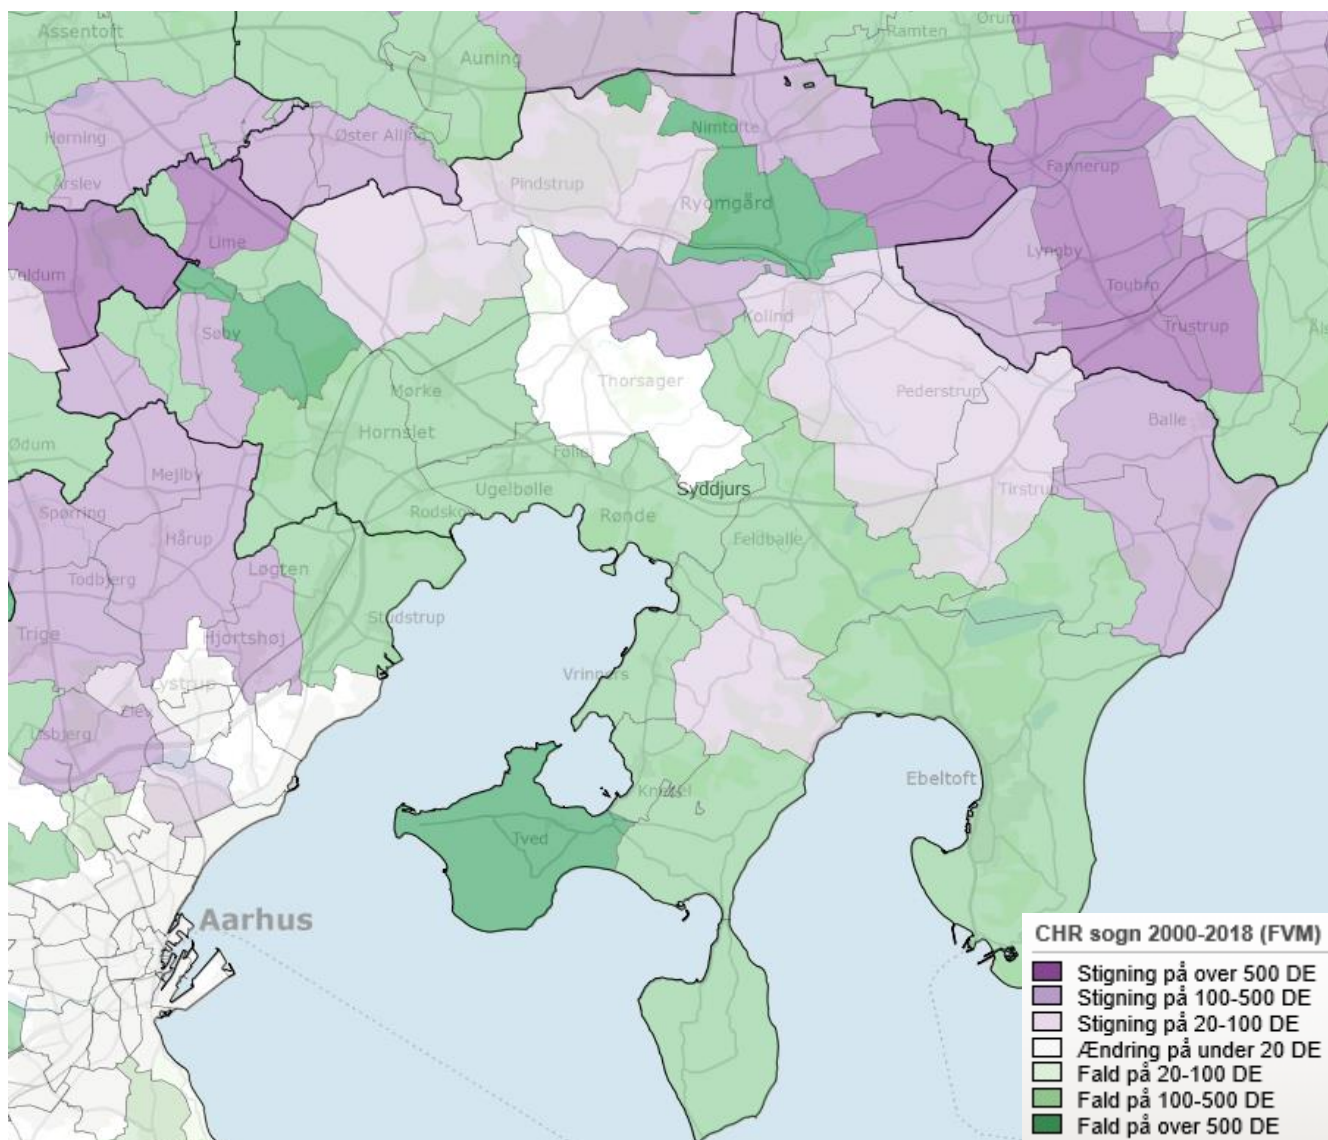 Assentoft
Ørum
Ramten
Auning
Hørning
Øster Alling
Nimtofte
Fannerup
Årslev
Pindstrup
Ryomgård
Lime
Lyngby
Voldum
Toubro
Søby
Kolind
Trustrup
Thorsager
Mørke
Pederstrup
Balle
Hornslet
Ødum
Følle
Mejlby
Ugelbølle
Syddjurs
Tirstrup
Spørring
Rodskov
Rønde
Hårup
Feldballe
Løgten
Todbjerg
Studstrup
Trige
Hjortshøj
Vrinners
Lystrup
Elev
Lisbjerg
Ebeltoft
Knebel
Tved
Aarhus
CHR sogn 2000-2018 (FVM)
Stigning på over 500 DE
Stigning på 100-500 DE
Stigning på 20-100 DE
Ændring på under 20 DE
Fald på 20-100 DE
Fald på 100-500 DE
Fald på over 500 DE